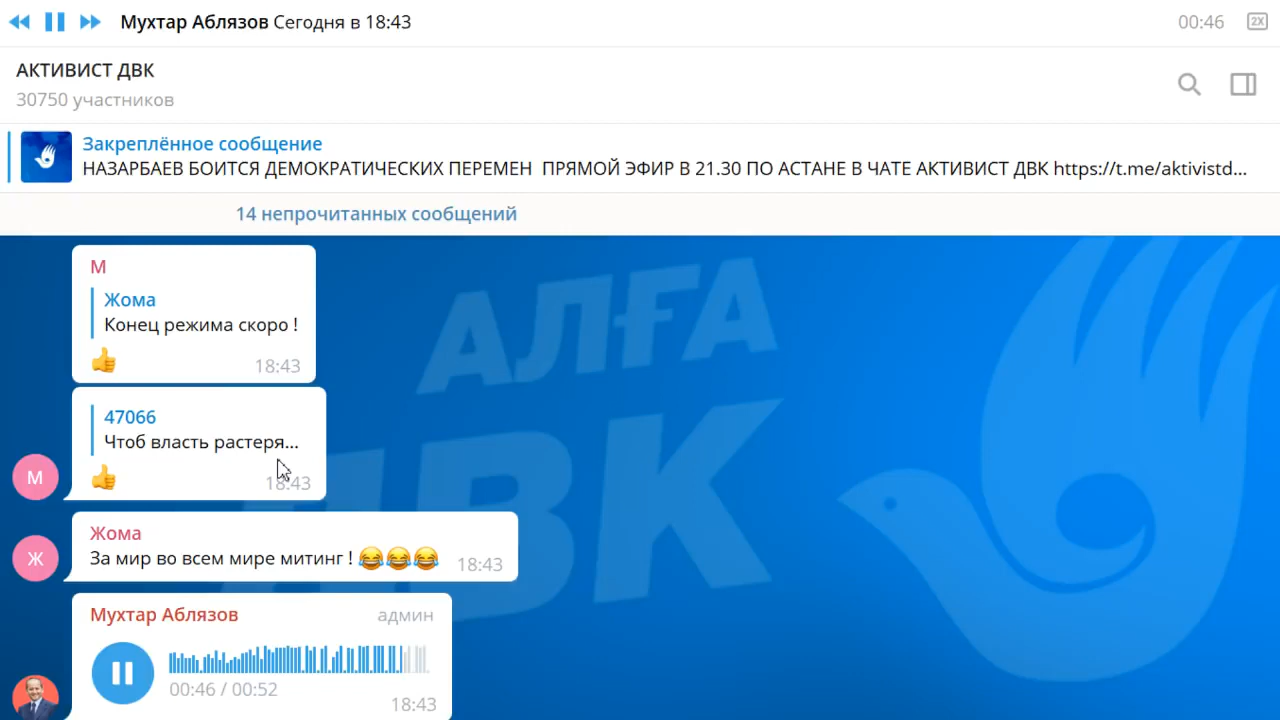 Мухтар Аблязов Сегодня в 18:43
00:46
2X
АКТИВИСТ ДВК
30750 участников
Закреплённое сообщение
НАЗАРБАЕВ БОИТСЯ ДЕМОКРАТИЧЕСКИХ ПЕРЕМЕН ПРЯМОЙ ЭФИР В 21.30 ПО АСТАНЕ В ЧАТЕ АКТИВИСТ ДВК https://t.me/aktivistd...
14 непрочитанных сообщений
АЛҒА
ДВК
М
Жома
Конец режима скоро !
👍 18:43
47066
Чтоб власть растеря...
М
👍 18:43
Жома
Ж
За мир во всем мире митинг ! 😂😂😂 18:43
Мухтар Аблязов админ
00:46 / 00:52
18:43